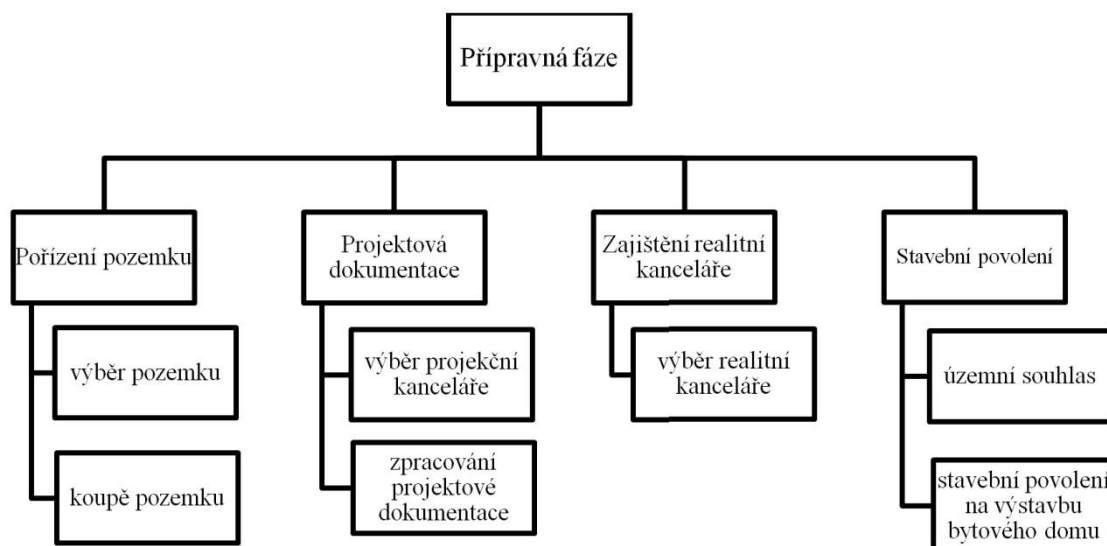 Přípravná fáze
Pořízení pozemku
výběr pozemku
koupě pozemku
Projektová
dokumentace
výběr projekční
kanceláře
zpracování
projektové
dokumentace
Zajištění realitní
kanceláře
výběr realitní
kanceláře
Stavební povolení
územní souhlas
stavební povolení
na výstavbu
bytového domu